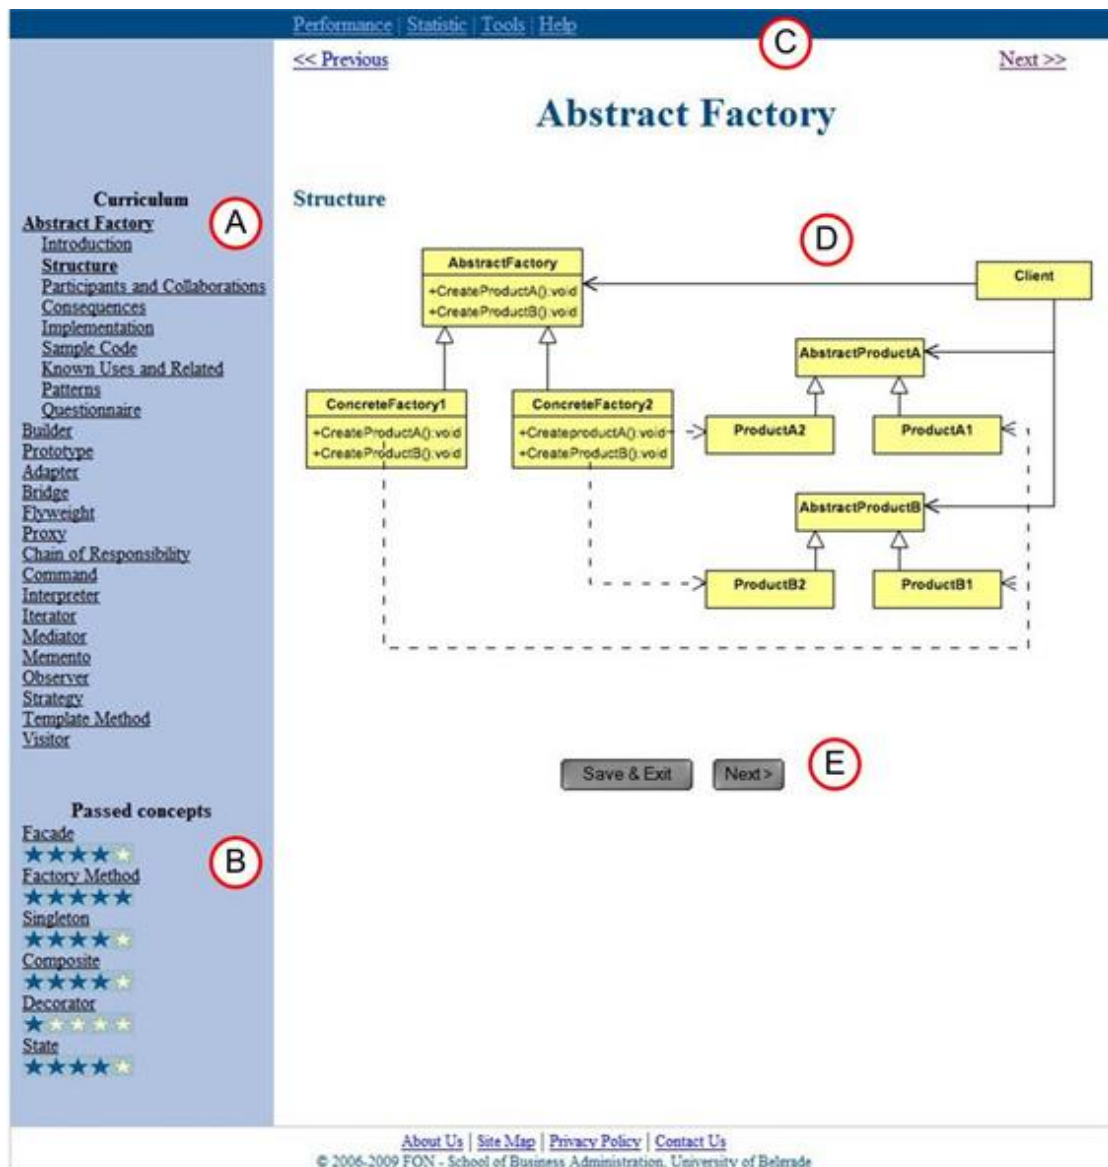 Performance | Statistic | Tools | Help
C
<< Previous
Next >>
Abstract Factory
Curriculum
A
Abstract Factory
Introduction
Structure
Participants and Collaborations
Consequences
Implementation
Sample Code
Known Uses and Related
Patterns
Questionnaire
Builder
Prototype
Adapter
Bridge
Flyweight
Proxy
Chain of Responsibility
Command
Interpreter
Iterator
Mediator
Memento
Observer
Strategy
Template Method
Visitor
Passed concepts
B
Facade
Factory Method
Singleton
Composite
Decorator
State
Structure
D
AbstractFactory
+CreateProductA():void
+CreateProductB():void
Client
AbstractProductA
ConcreteFactory1
+CreateProductA():void
+CreateProductB():void
ConcreteFactory2
+CreateproductA():void
+CreateProductB():void
ProductA2
ProductA1
AbstractProductB
ProductB2
ProductB1
Save & Exit
Next >
E
About Us | Site Map | Privacy Policy | Contact Us
© 2006-2009 FON - School of Business Administration, University of Belgrade